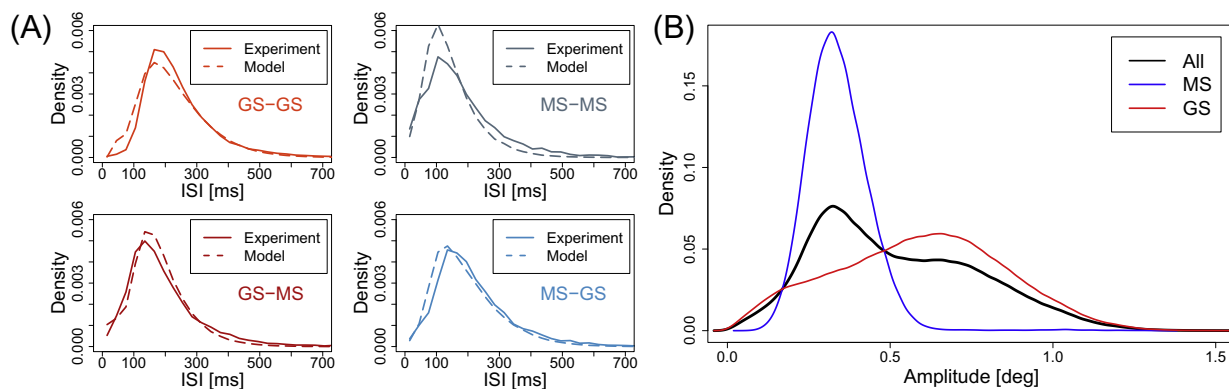 (A)
0.000 0.003 0.006
Density
Experiment
Model
GS−GS
0 100 300 500 700
ISI [ms]
0.000 0.003 0.006
Density
Experiment
Model
MS−MS
0 100 300 500 700
ISI [ms]
0.000 0.003 0.006
Density
Experiment
Model
GS−MS
0 100 300 500 700
ISI [ms]
0.000 0.003 0.006
Density
Experiment
Model
MS−GS
0 100 300 500 700
ISI [ms]
(B)
0.00 0.05 0.10 0.15
Density
All
MS
GS
0.0 0.5 1.0 1.5
Amplitude [deg]